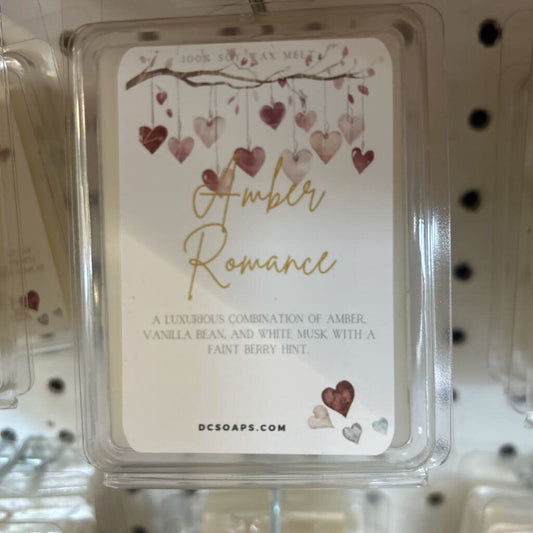 100% SOY WAX MELTS
Amber
Romance
A LUXURIOUS COMBINATION OF AMBER,
VANILLA BEAN, AND WHITE MUSK WITH A
FAINT BERRY HINT.
DCSOAPS.COM